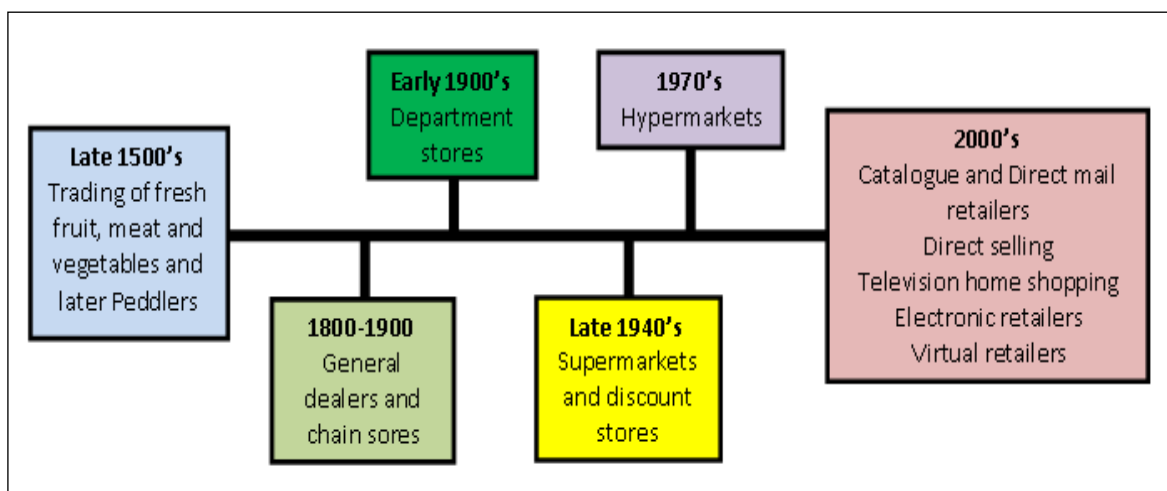 Late 1500's
Trading of fresh
fruit, meat and
vegetables and
later Peddlers
1800-1900
General
dealers and
chain sores
Early 1900's
Department
stores
Late 1940's
Supermarkets
and discount
stores
1970's
Hypermarkets
2000's
Catalogue and Direct mail
retailers
Direct selling
Television home shopping
Electronic retailers
Virtual retailers